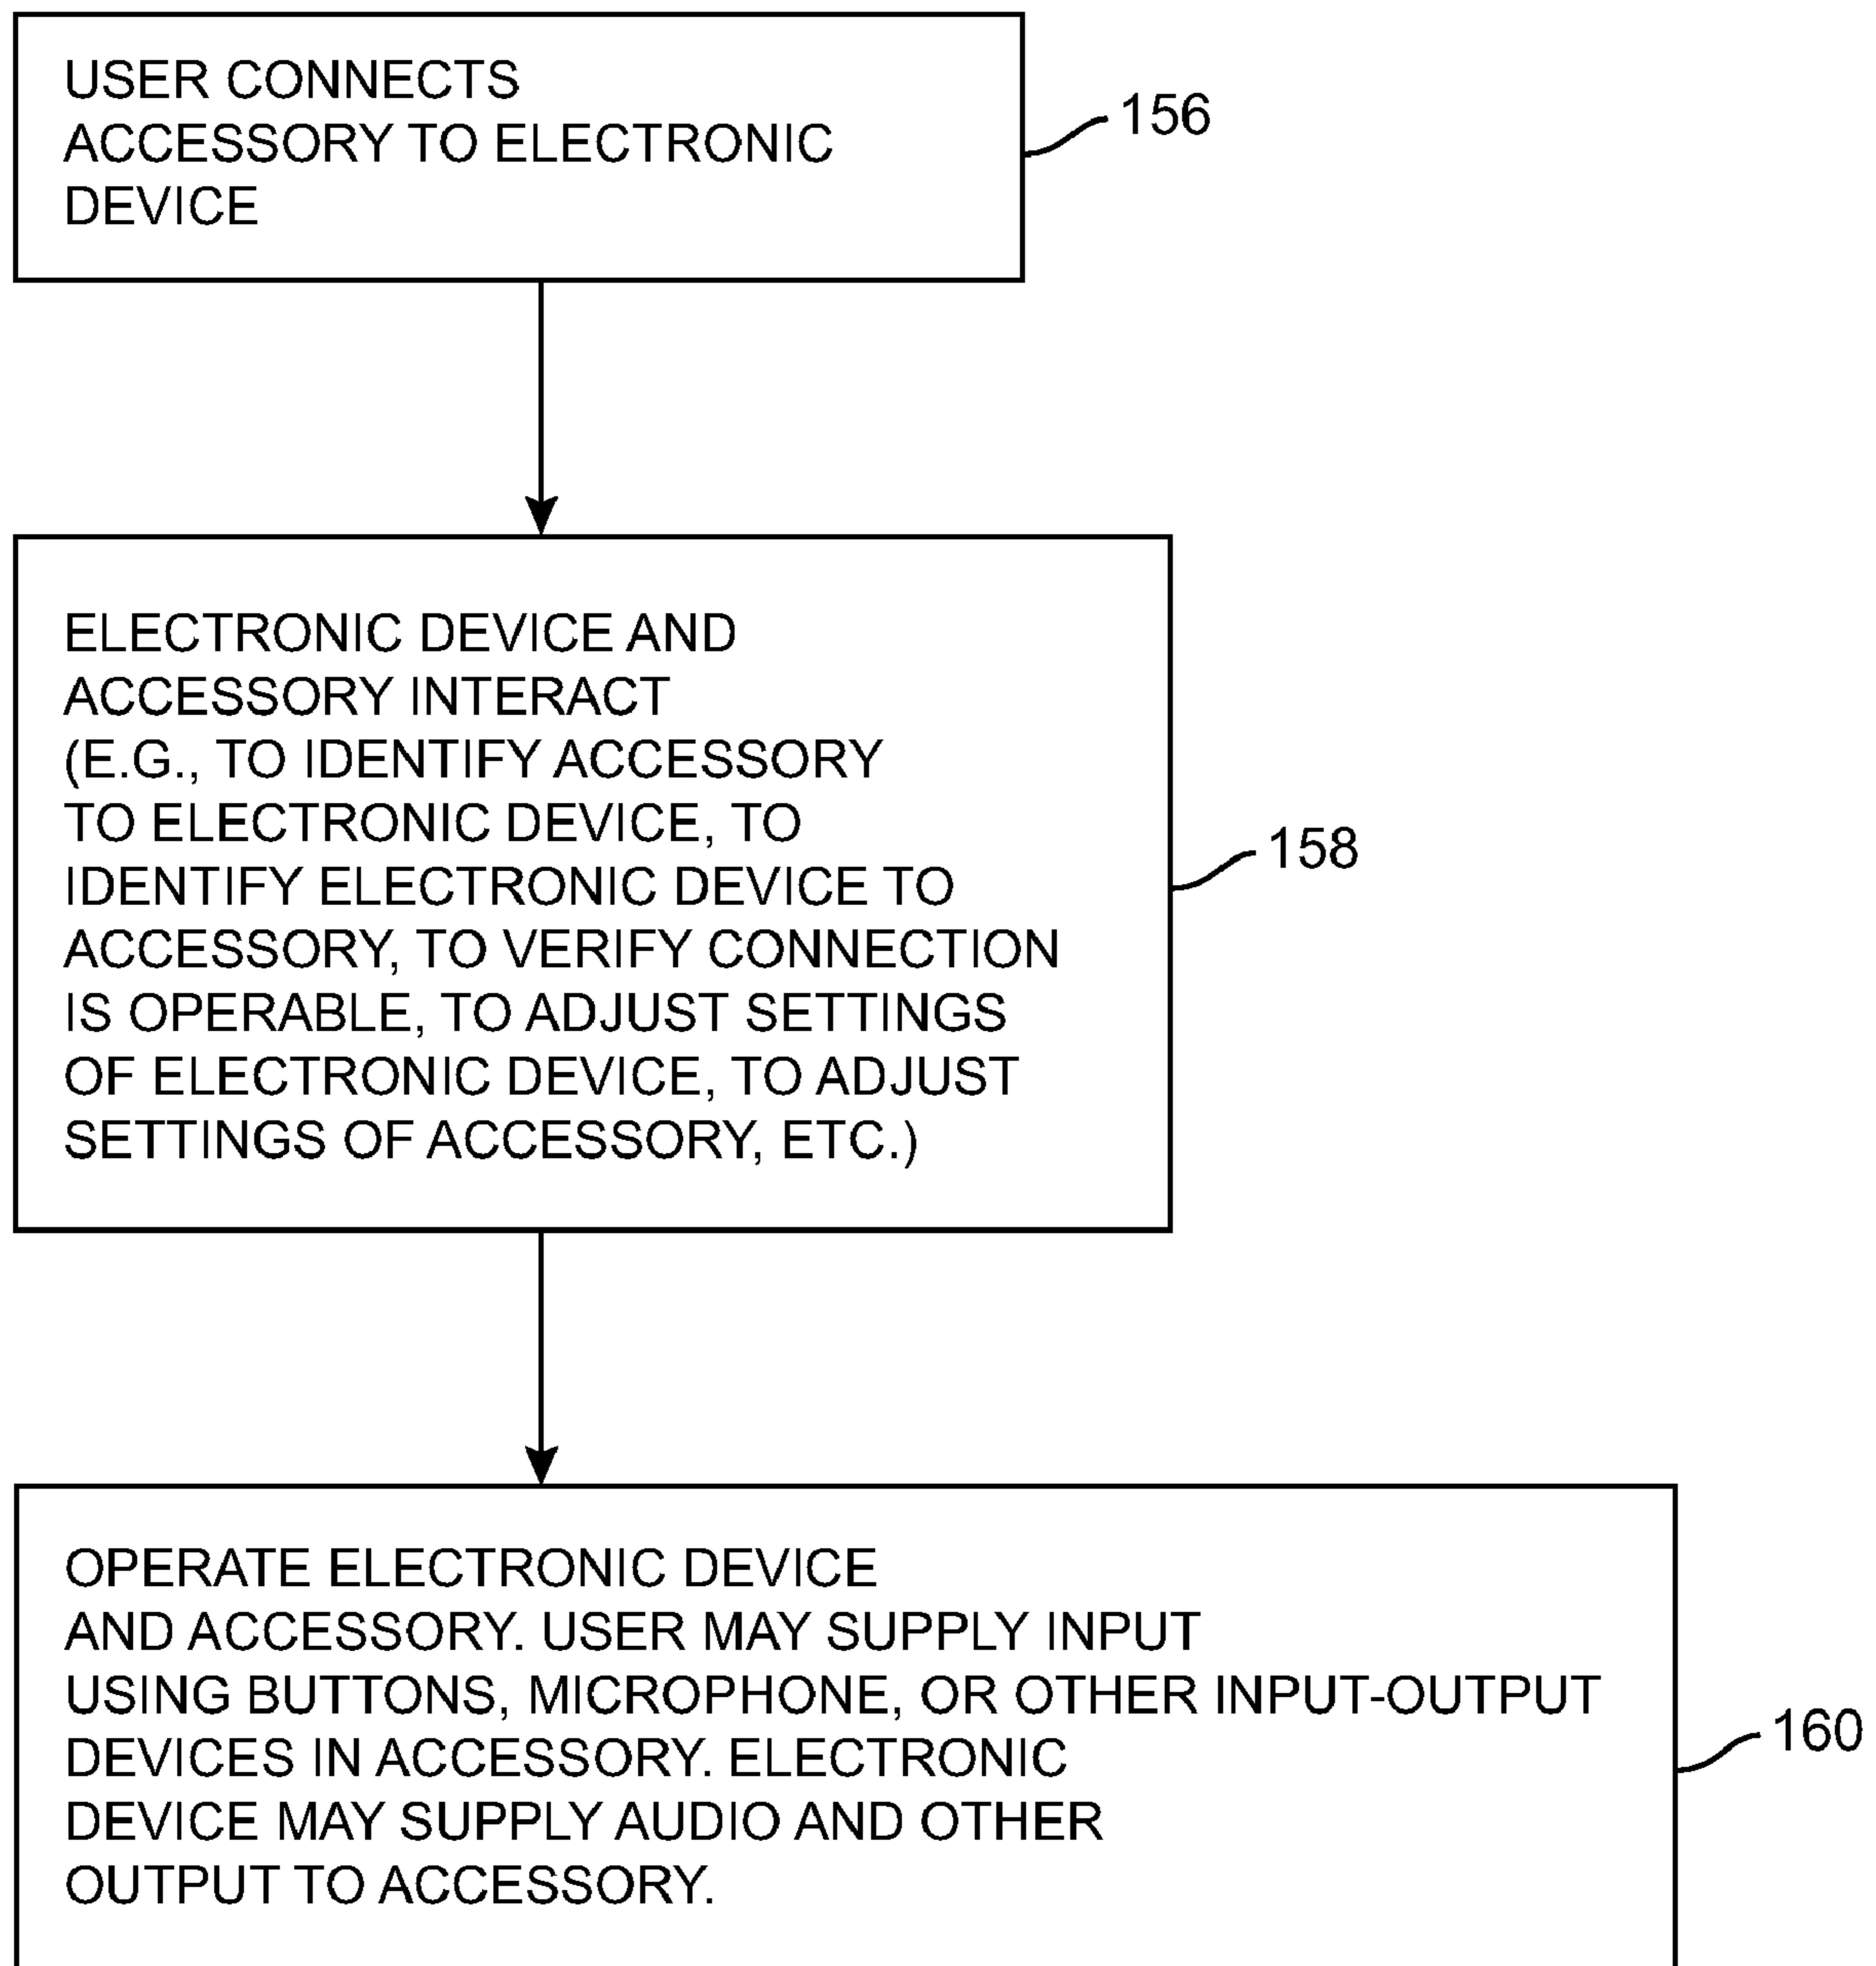 USER CONNECTS
ACCESSORY TO ELECTRONIC
DEVICE
156
ELECTRONIC DEVICE AND
ACCESSORY INTERACT
(E.G., TO IDENTIFY ACCESSORY
TO ELECTRONIC DEVICE, TO
IDENTIFY ELECTRONIC DEVICE TO
ACCESSORY, TO VERIFY CONNECTION
IS OPERABLE, TO ADJUST SETTINGS
OF ELECTRONIC DEVICE, TO ADJUST
SETTINGS OF ACCESSORY, ETC.)
158
OPERATE ELECTRONIC DEVICE
AND ACCESSORY. USER MAY SUPPLY INPUT
USING BUTTONS, MICROPHONE, OR OTHER INPUT-OUTPUT
DEVICES IN ACCESSORY. ELECTRONIC
DEVICE MAY SUPPLY AUDIO AND OTHER
OUTPUT TO ACCESSORY.
160